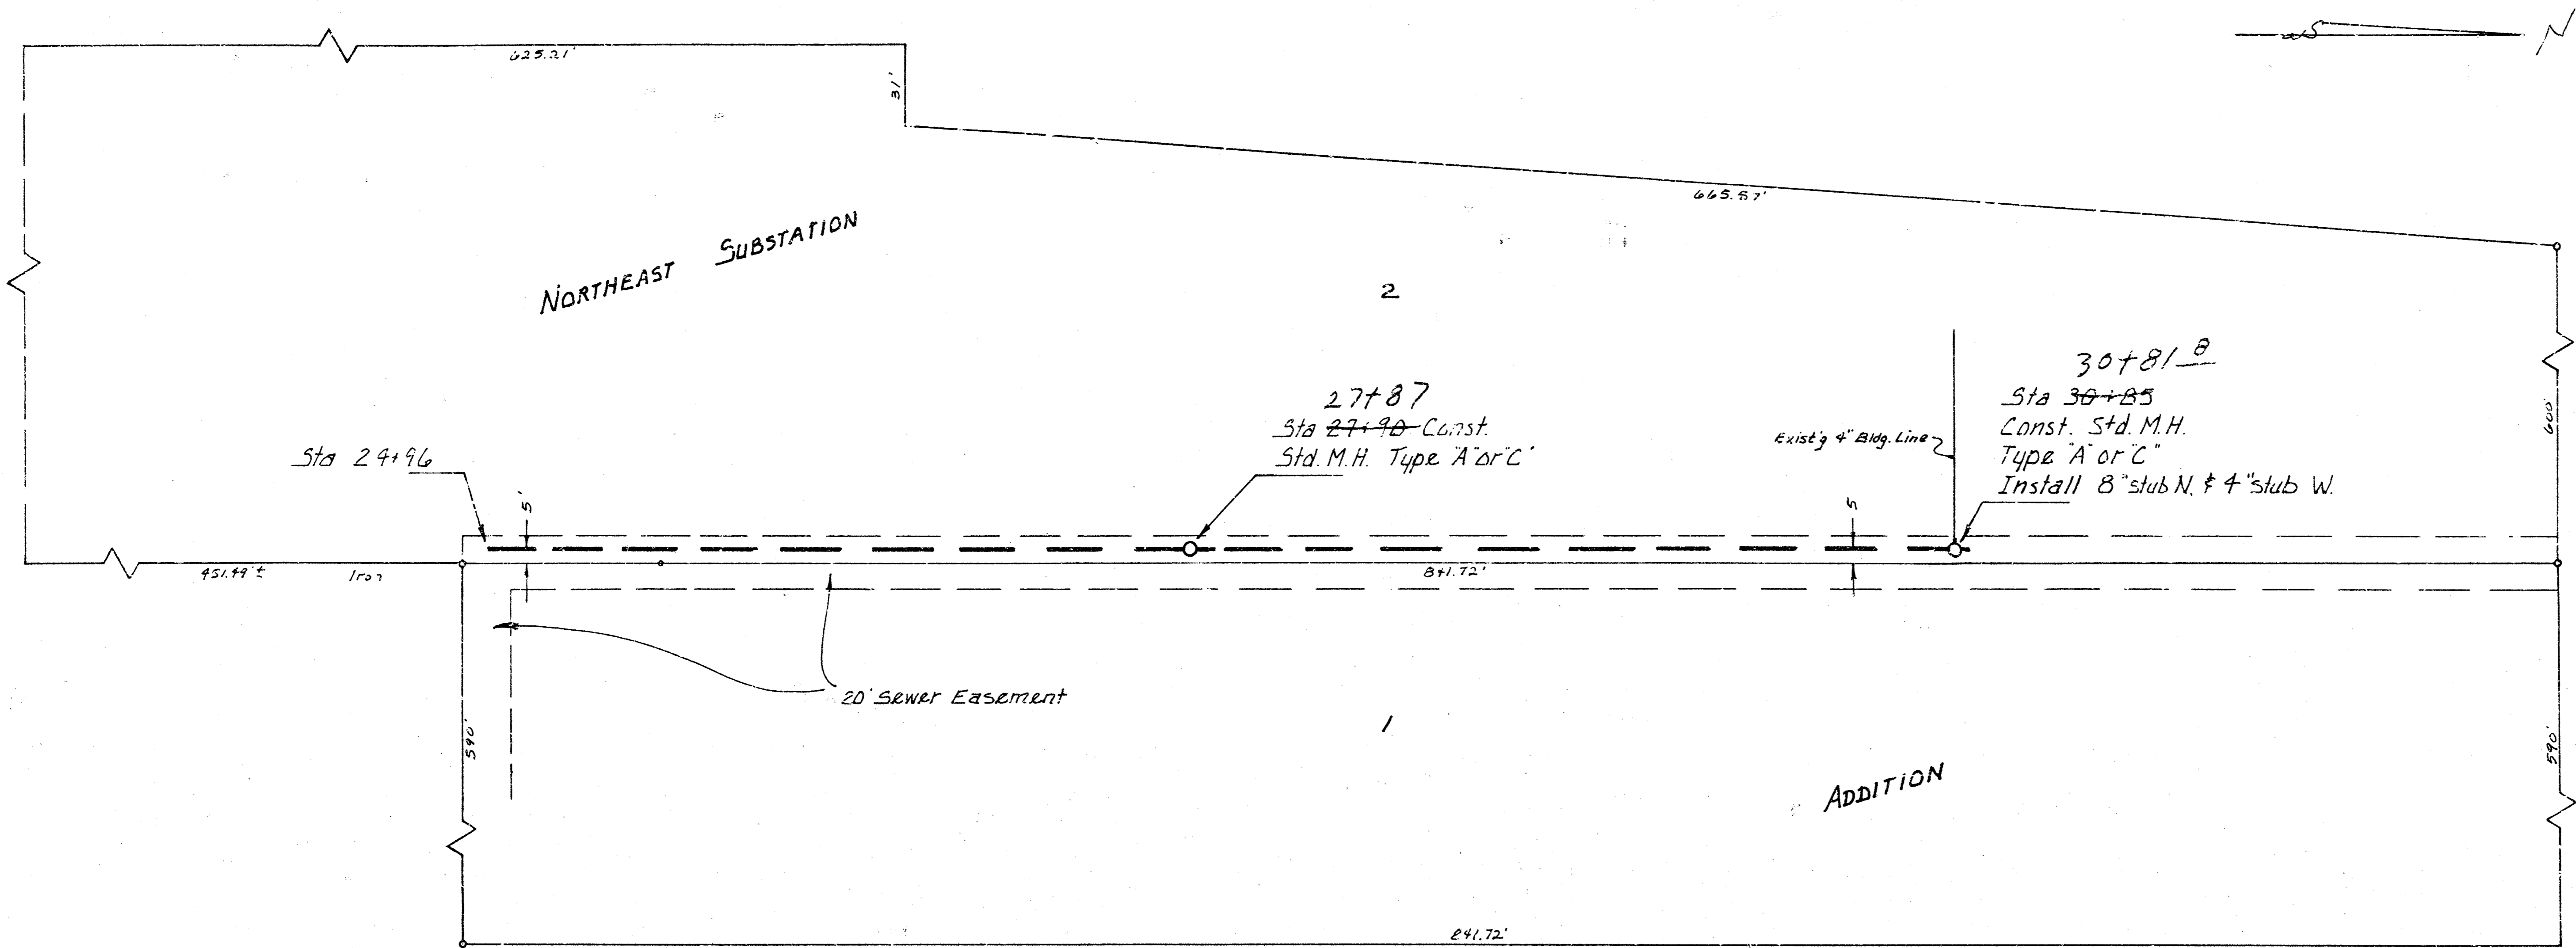 625.21'
N
31'
665.57'
NORTHEAST SUBSTATION
2
27+87
Sta 27+90 Const.
Std. M.H. Type "A" or "C"
30+81 8
Sta 30+85
Const. Std. M.H.
Type "A" or "C"
Install 8" stub N. & 4" stub W.
Exist'g 4" Bldg. Line
600'
Sta 24+96
5'
5
451.49'±
Iron
841.72'
20' Sewer Easement
590'
1
590'
ADDITION
841.72'